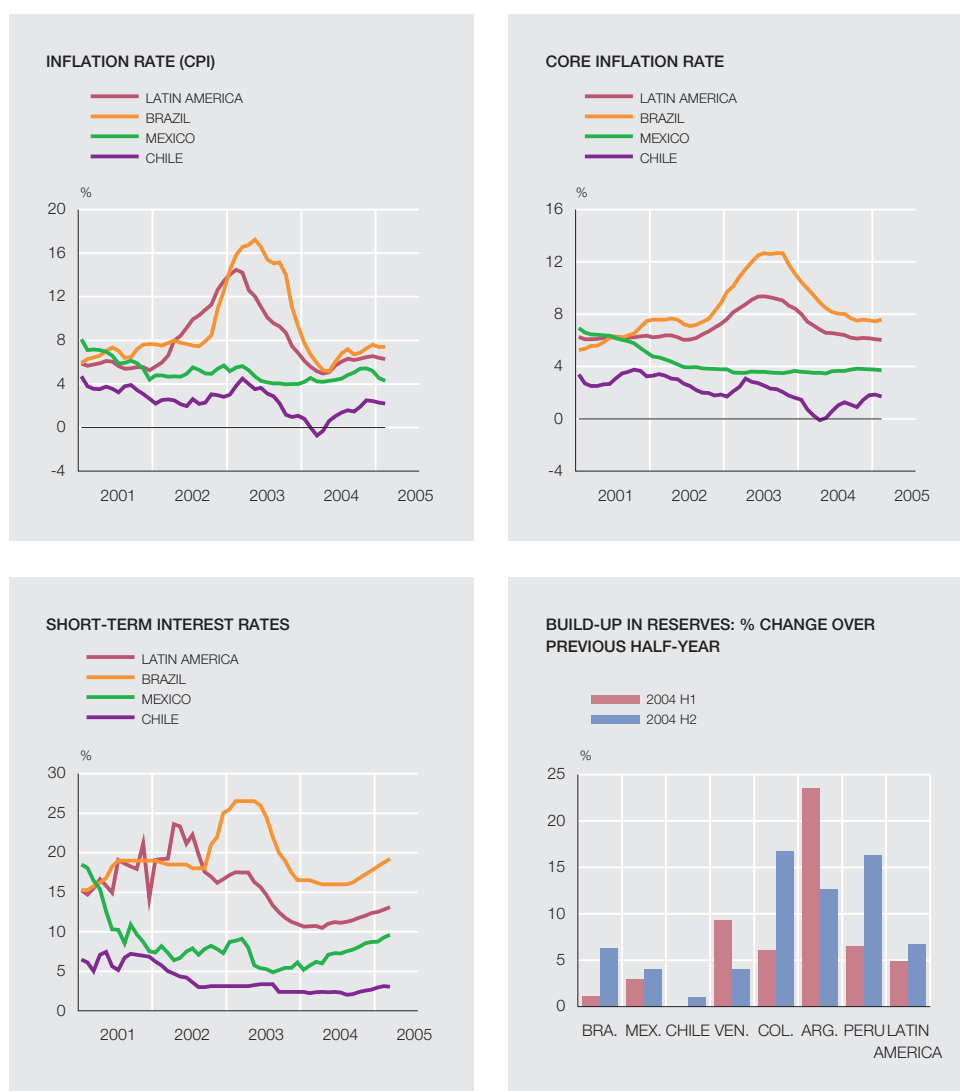 INFLATION RATE (CPI)
LATIN AMERICA
BRAZIL
MEXICO
CHILE
%
20
16
12
8
4
0
-4
2001 2002 2003 2004 2005
CORE INFLATION RATE
LATIN AMERICA
BRAZIL
MEXICO
CHILE
%
16
12
8
4
0
-4
2001 2002 2003 2004 2005
SHORT-TERM INTEREST RATES
LATIN AMERICA
BRAZIL
MEXICO
CHILE
%
30
25
20
15
10
5
0
2001 2002 2003 2004 2005
BUILD-UP IN RESERVES: % CHANGE OVER
PREVIOUS HALF-YEAR
2004 H1
2004 H2
%
25
20
15
10
5
0
BRA. MEX. CHILE VEN. COL. ARG. PERU LATIN
AMERICA